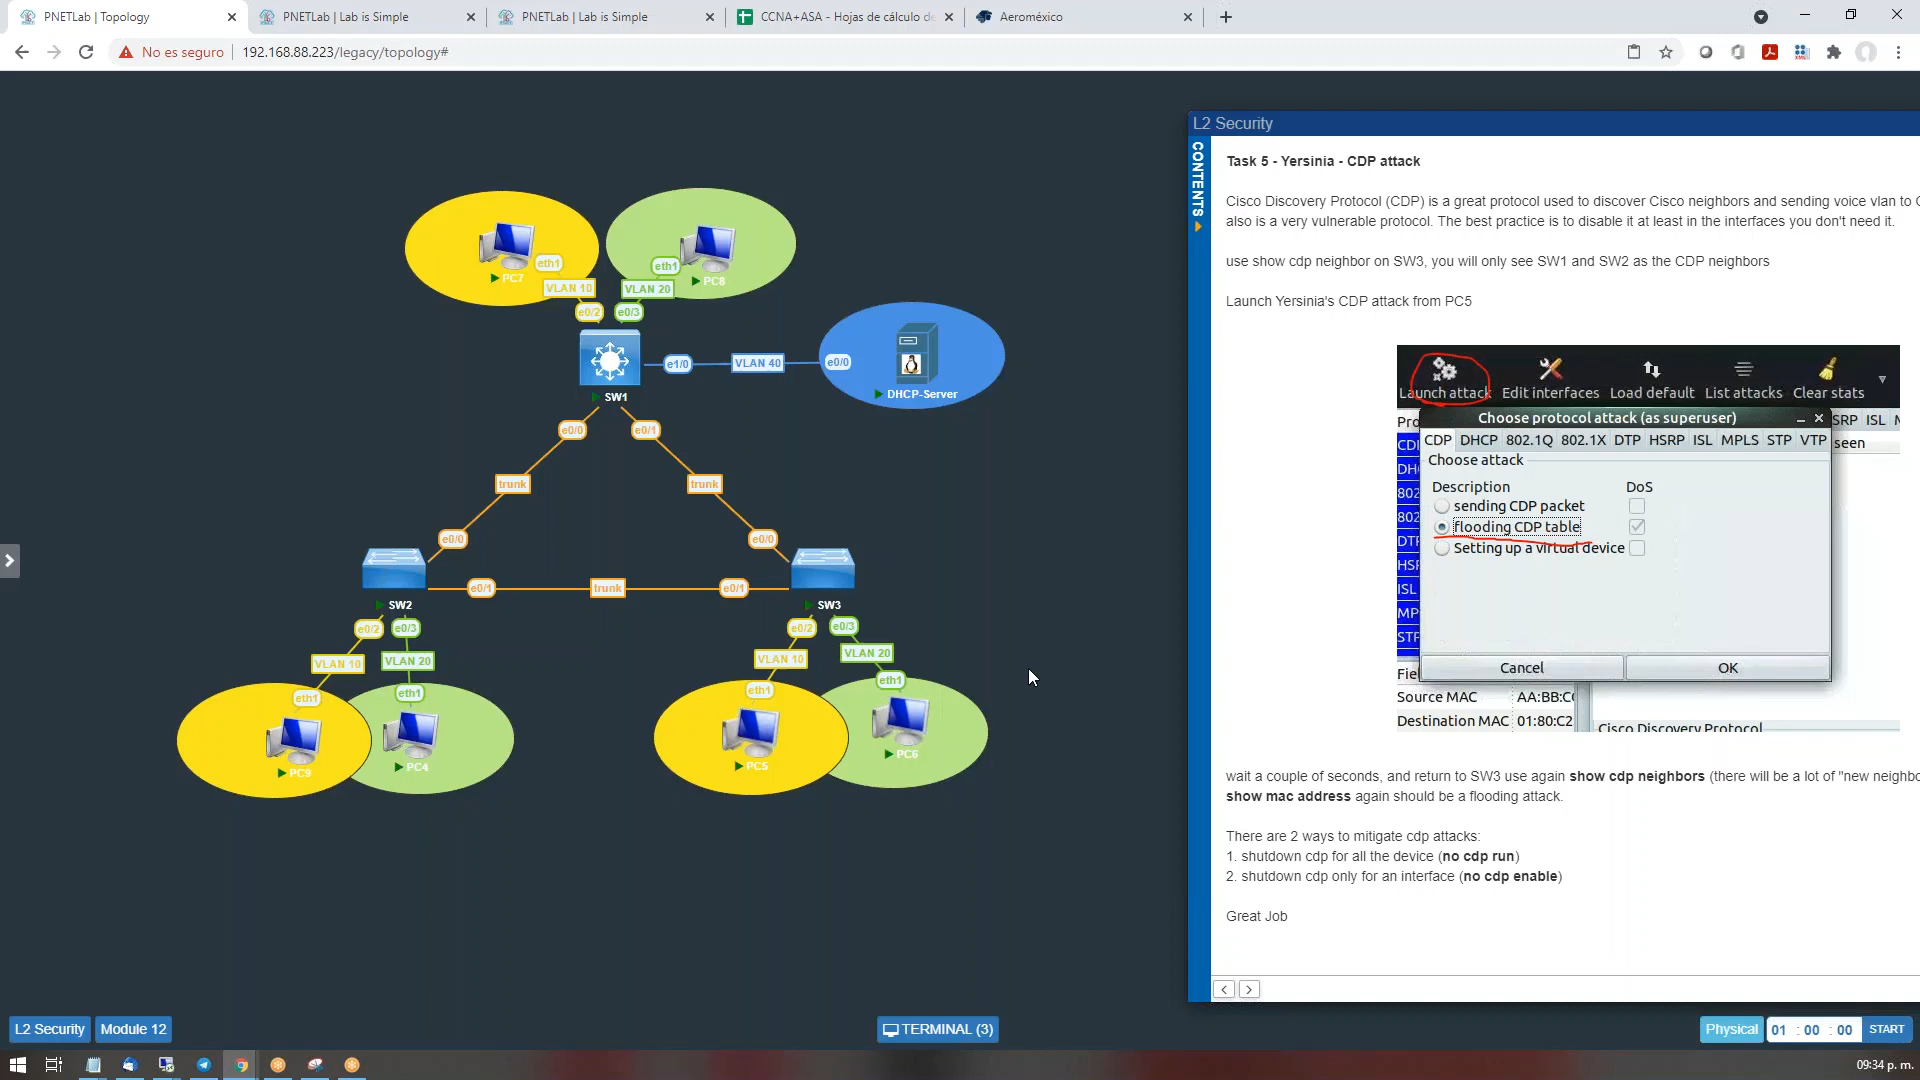 PNETLab | Topology
PNETLab | Lab is Simple
PNETLab | Lab is Simple
CCNA+ASA - Hojas de cálculo de
Aeroméxico
No es seguro
192.168.88.223/legacy/topology#
L2 Security
CONTENTS
Task 5 - Yersinia - CDP attack
Cisco Discovery Protocol (CDP) is a great protocol used to discover Cisco neighbors and sending voice vlan to
also is a very vulnerable protocol. The best practice is to disable it at least in the interfaces you don't need it.
use show cdp neighbor on SW3, you will only see SW1 and SW2 as the CDP neighbors
Launch Yersinia's CDP attack from PC5
Launch attack Edit interfaces Load default List attacks Clear stats
Choose protocol attack (as superuser)
CDP DHCP 802.1Q 802.1X DTP HSRP ISL MPLS STP VTP
SRP ISL
seen
Choose attack
Description DoS
sending CDP packet
flooding CDP table
Setting up a virtual device
Cancel OK
Source MAC AA:BB:C
Destination MAC 01:80:C2
Cisco Discovery Protocol
wait a couple of seconds, and return to SW3 use again show cdp neighbors (there will be a lot of "new neighbo
show mac address again should be a flooding attack.
There are 2 ways to mitigate cdp attacks:
1. shutdown cdp for all the device (no cdp run)
2. shutdown cdp only for an interface (no cdp enable)
Great Job
PC7
eth1
VLAN 10
e0/2
PC8
eth1
VLAN 20
e0/3
SW1
e1/0
VLAN 40
e0/0
DHCP-Server
e0/0
e0/1
trunk
trunk
e0/0
e0/0
SW2
e0/1
trunk
e0/1
SW3
e0/2
e0/3
VLAN 10
VLAN 20
eth1
eth1
PC9
PC4
e0/2
e0/3
VLAN 10
VLAN 20
eth1
eth1
PC5
PC6
L2 Security
Module 12
TERMINAL (3)
Physical
01 : 00 : 00
START
09:34 p. m.